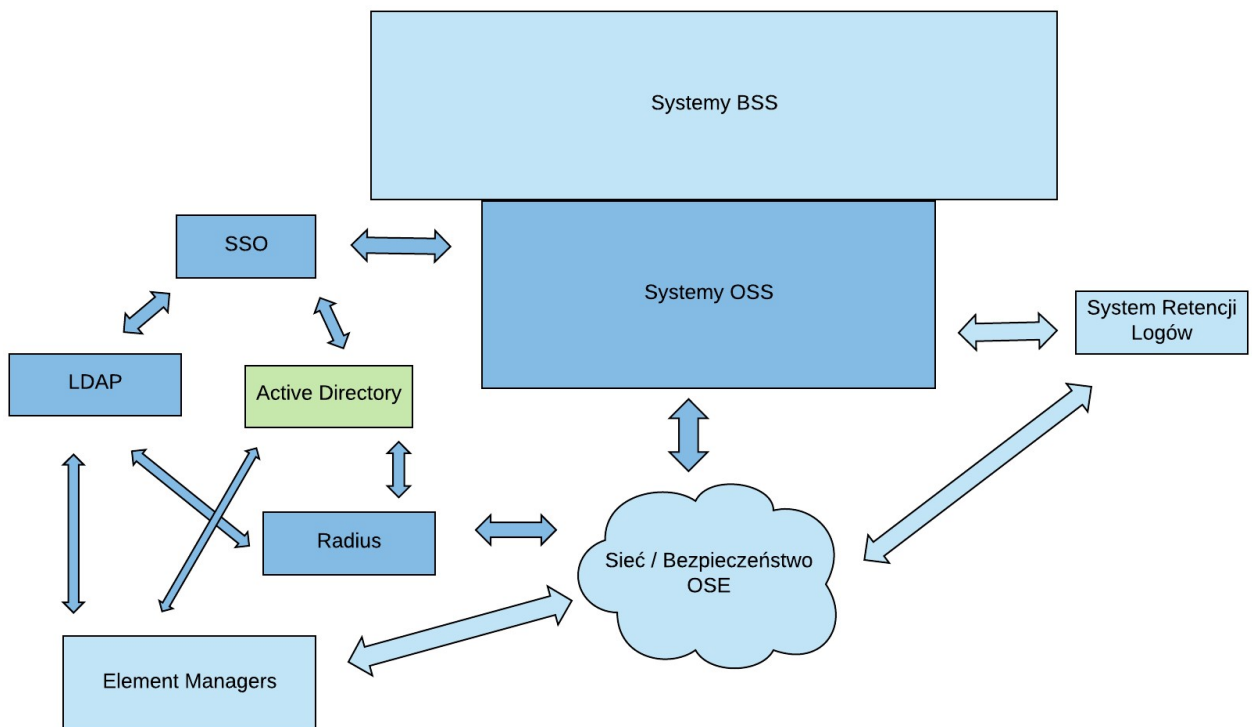 Systemy BSS
SSO
Systemy OSS
System Retencji
Logów
LDAP
Active Directory
Radius
Sieć / Bezpieczeństwo
OSE
Element Managers